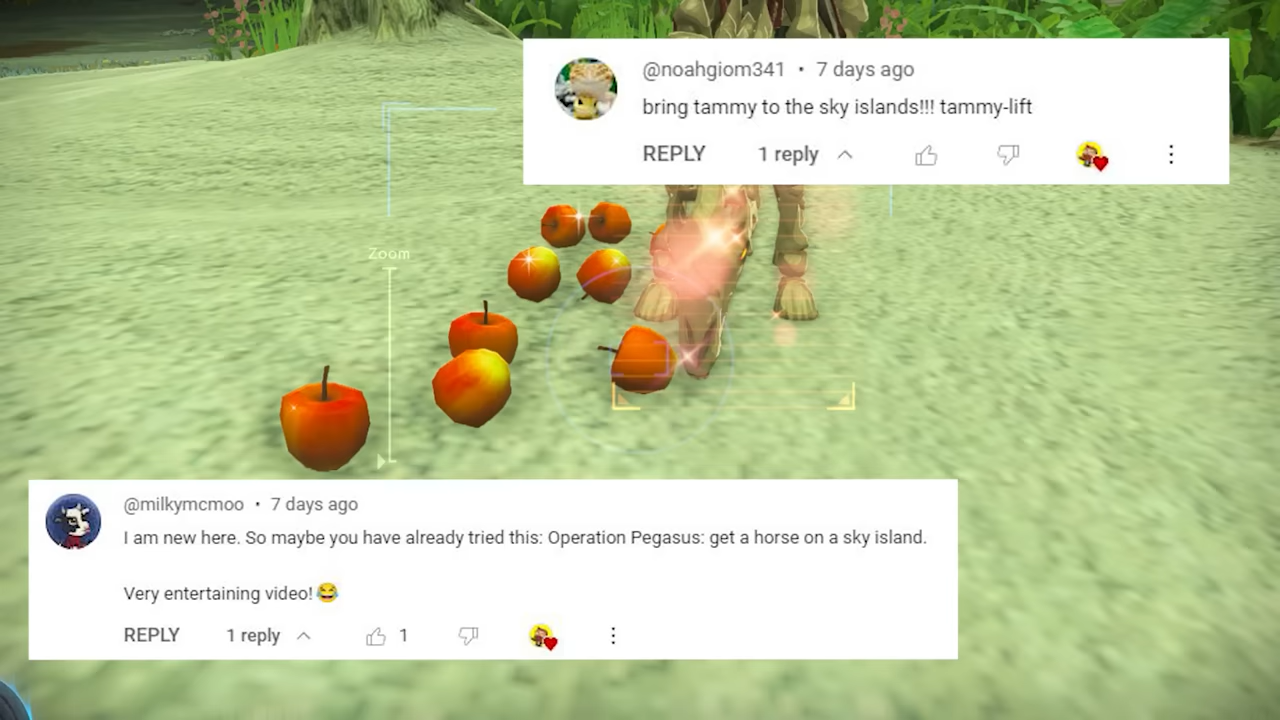 @noahgiom341 • 7 days ago
bring tammy to the sky islands!!! tammy-lift
REPLY 1 reply
Zoom
@milkymcmoo • 7 days ago
I am new here. So maybe you have already tried this: Operation Pegasus: get a horse on a sky island.
Very entertaining video! 😂
REPLY 1 reply 1